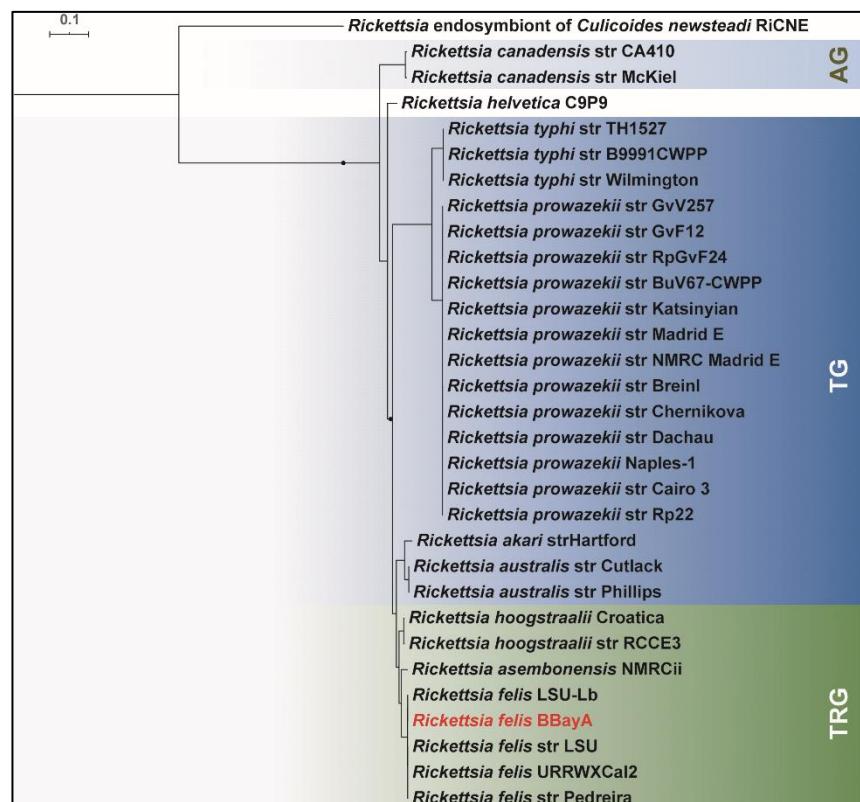 0.1
Rickettsia endosymbiont of Culicoides newsteadi RiCNE
Rickettsia canadensis str CA410
Rickettsia canadensis str McKiel
AG
Rickettsia helvetica C9P9
Rickettsia typhi str TH1527
Rickettsia typhi str B9991CWPP
Rickettsia typhi str Wilmington
Rickettsia prowazekii str GvV257
Rickettsia prowazekii str GvF12
Rickettsia prowazekii str RpGvF24
Rickettsia prowazekii str BuV67-CWPP
Rickettsia prowazekii str Katsinyian
Rickettsia prowazekii str Madrid E
Rickettsia prowazekii str NMRC Madrid E
Rickettsia prowazekii str Breinl
Rickettsia prowazekii str Chernikova
Rickettsia prowazekii str Dachau
Rickettsia prowazekii Naples-1
Rickettsia prowazekii str Cairo 3
Rickettsia prowazekii str Rp22
Rickettsia akari strHartford
Rickettsia australis str Cutlack
Rickettsia australis str Phillips
TG
Rickettsia hoogstraalii Croatica
Rickettsia hoogstraalii str RCCE3
Rickettsia asembonensis NMRCii
Rickettsia felis LSU-Lb
Rickettsia felis BBayA
Rickettsia felis str LSU
Rickettsia felis URRWXCal2
Rickettsia felis str Pedreira
TRG